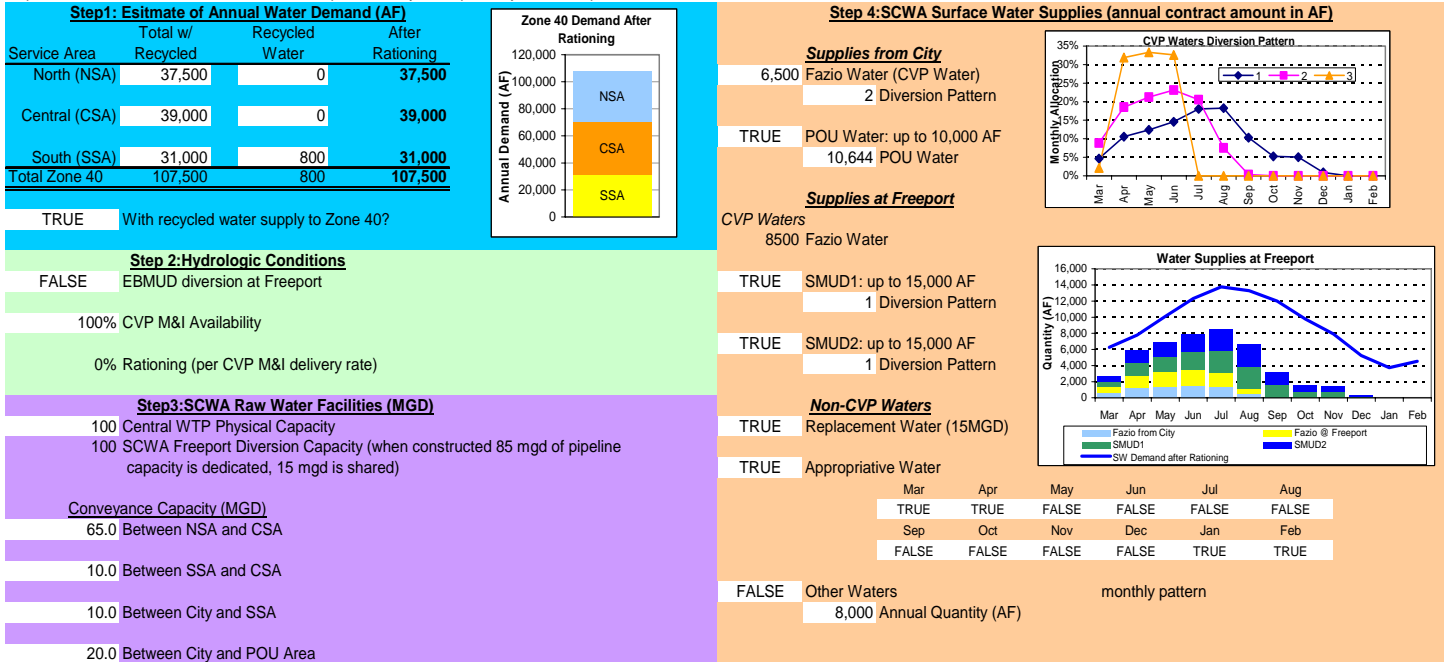 Step1: Esitmate of Annual Water Demand (AF)
Total w/ Recycled After
Service Area Recycled Water Rationing
North (NSA) 37,500 0 37,500
Central (CSA) 39,000 0 39,000
South (SSA) 31,000 800 31,000
Total Zone 40 107,500 800 107,500
TRUE With recycled water supply to Zone 40?
Zone 40 Demand After
Rationing
Annual Demand (AF)
120,000
100,000
80,000
60,000
40,000
20,000
0
NSA
CSA
SSA
Step 2:Hydrologic Conditions
FALSE EBMUD diversion at Freeport
100% CVP M&I Availability
0% Rationing (per CVP M&I delivery rate)
Step3:SCWA Raw Water Facilities (MGD)
100 Central WTP Physical Capacity
100 SCWA Freeport Diversion Capacity (when constructed 85 mgd of pipeline
capacity is dedicated, 15 mgd is shared)
Conveyance Capacity (MGD)
65.0 Between NSA and CSA
10.0 Between SSA and CSA
10.0 Between City and SSA
20.0 Between City and POU Area
Step 4:SCWA Surface Water Supplies (annual contract amount in AF)
Supplies from City
6,500 Fazio Water (CVP Water)
2 Diversion Pattern
TRUE POU Water: up to 10,000 AF
10,644 POU Water
Supplies at Freeport
CVP Waters
8500 Fazio Water
TRUE SMUD1: up to 15,000 AF
1 Diversion Pattern
TRUE SMUD2: up to 15,000 AF
1 Diversion Pattern
Non-CVP Waters
TRUE Replacement Water (15MGD)
TRUE Appropriative Water
Mar Apr May Jun Jul Aug
TRUE TRUE FALSE FALSE FALSE FALSE
Sep Oct Nov Dec Jan Feb
FALSE FALSE FALSE FALSE TRUE TRUE
FALSE Other Waters monthly pattern
8,000 Annual Quantity (AF)
CVP Waters Diversion Pattern
Monthly Allocation
35%
30%
25%
20%
15%
10%
5%
0%
1 2 3
Mar Apr May Jun Jul Aug Sep Oct Nov Dec Jan Feb
Water Supplies at Freeport
Quantity (AF)
16,000
14,000
12,000
10,000
8,000
6,000
4,000
2,000
0
Mar Apr May Jun Jul Aug Sep Oct Nov Dec Jan Feb
Fazio from City Fazio @ Freeport
SMUD1 SMUD2
SW Demand after Rationing